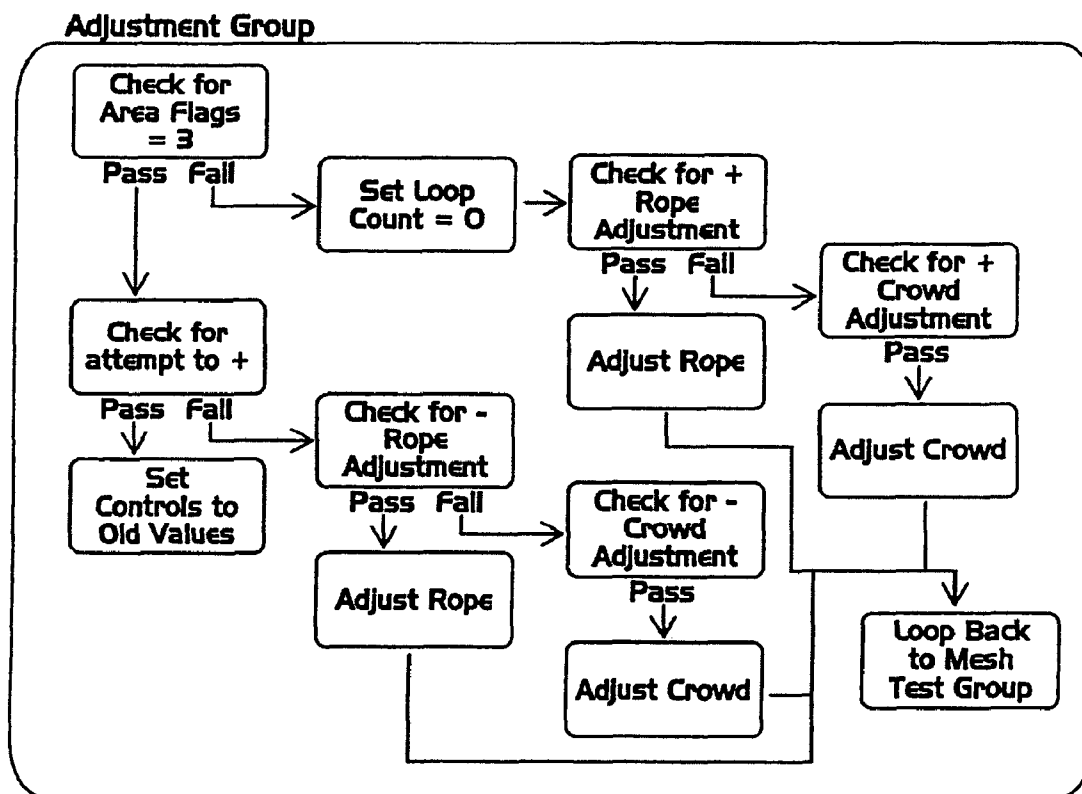 Adjustment Group
Check for
Area Flags
= 3
Pass Fail
Set Loop
Count = 0
Check for +
Rope
Adjustment
Pass Fail
Check for +
Crowd
Adjustment
Pass
Adjust Rope
Adjust Crowd
Check for
attempt to +
Pass Fail
Set
Controls to
Old Values
Check for -
Rope
Adjustment
Pass Fail
Adjust Rope
Check for -
Crowd
Adjustment
Pass
Adjust Crowd
Loop Back
to Mesh
Test Group